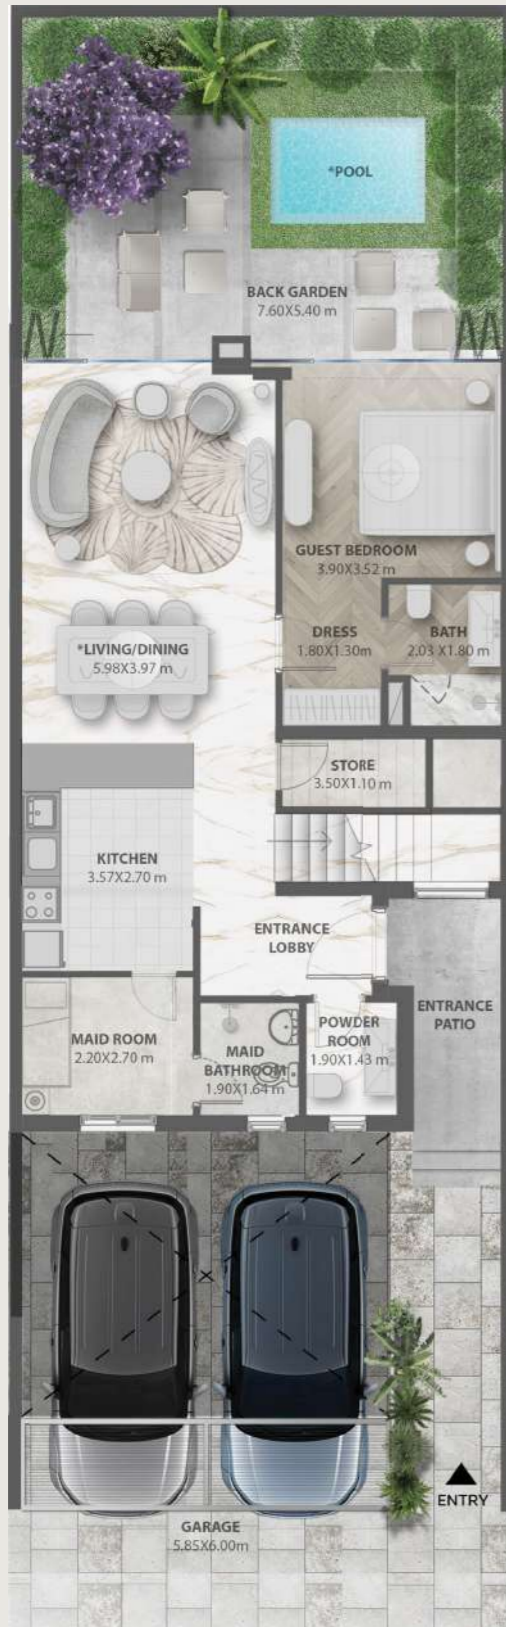 *POOL
BACK GARDEN
7.60X5.40 m
GUEST BEDROOM
3.90X3.52 m
*LIVING/DINING
5.98X3.97 m
DRESS
1.80X1.30m
BATH
2.03 X1.80 m
STORE
3.50X1.10 m
KITCHEN
3.57X2.70 m
ENTRANCE
LOBBY
ENTRANCE
PATIO
MAID ROOM
2.20X2.70 m
MAID
BATHROOM
1.90X1.64 m
POWDER
ROOM
1.90X1.43 m
ENTRY
GARAGE
5.85X6.00m